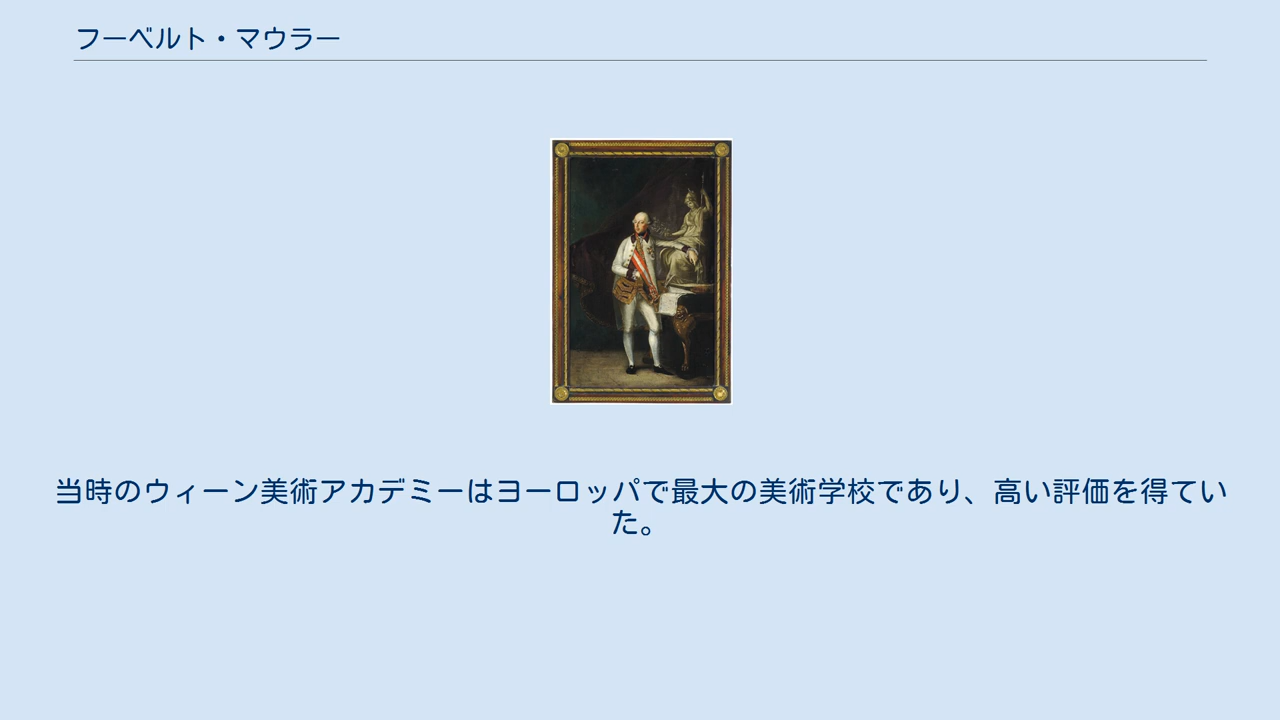 フーベルト・マウラー
当時のウィーン美術アカデミーはヨーロッパで最大の美術学校であり、高い評価を得てい
た。